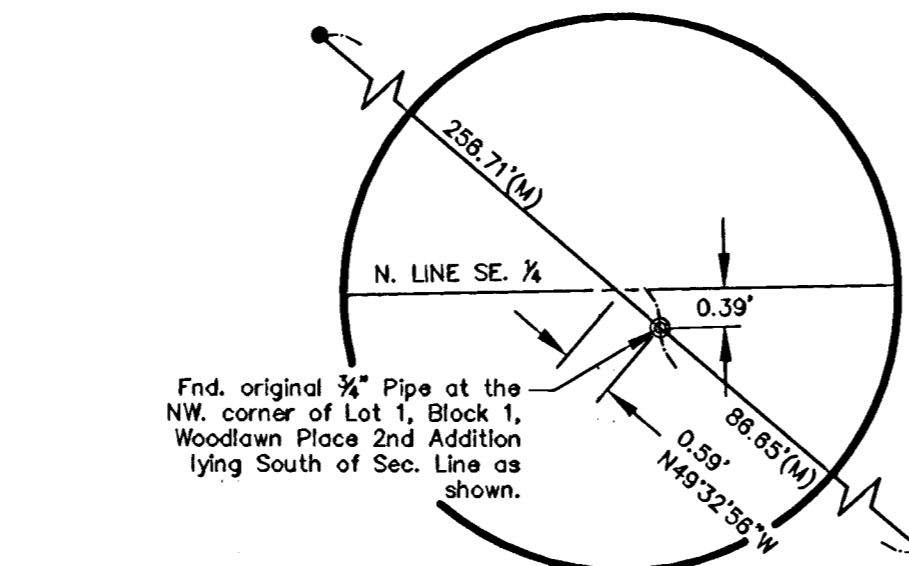 256.71'(M)
N. LINE SE. ¼
0.39'
Fnd. original ¾" Pipe at the
NW. corner of Lot 1, Block 1,
Woodlawn Place 2nd Addition
lying South of Sec. Line as
shown.
86.65'(M)
0.59'
N49°32'56"W